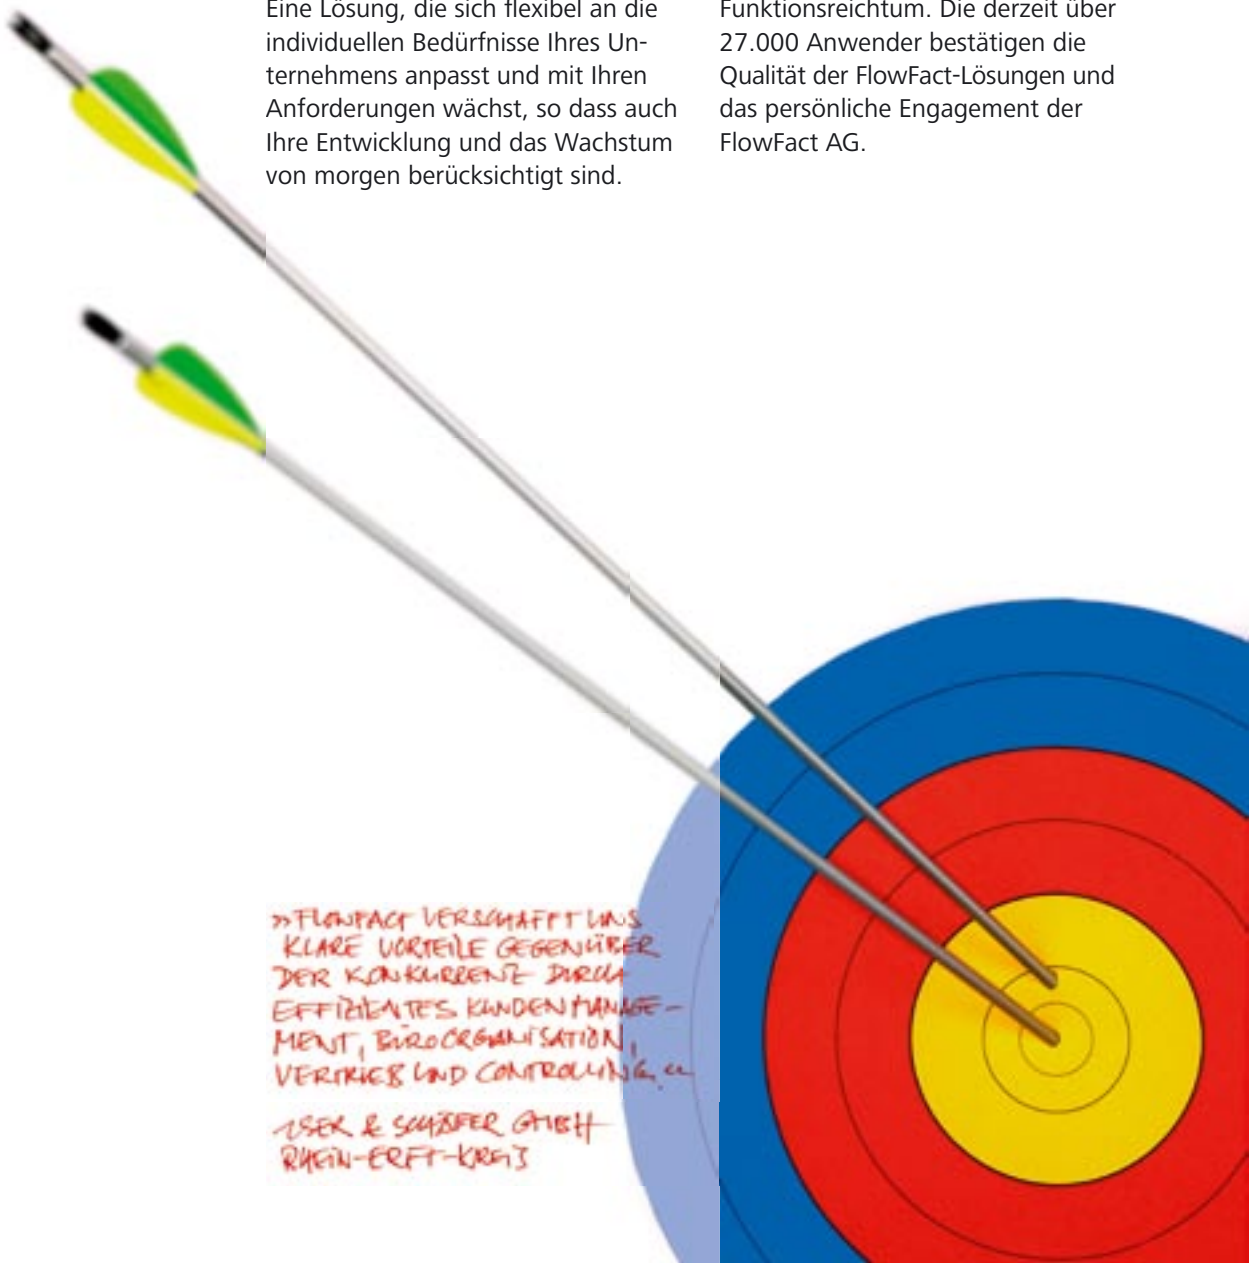 Eine Lösung, die sich flexibel an die
individuellen Bedürfnisse Ihres Un-
ternehmens anpasst und mit Ihren
Anforderungen wächst, so dass auch
Ihre Entwicklung und das Wachstum
von morgen berücksichtigt sind.
Funktionsreichtum. Die derzeit über
27.000 Anwender bestätigen die
Qualität der FlowFact-Lösungen und
das persönliche Engagement der
FlowFact AG.
»FLOWFACT VERSCHAFFT UNS
KLARE VORTEILE GEGENÜBER
DER KONKURRENZ DURCH
EFFIZIENTES KUNDENMANAGE-
MENT, BÜROORGANISATION,
VERTRIEB UND CONTROLLING.«
& SCHÄFER GMBH
RHEIN-ERFT-KREIS